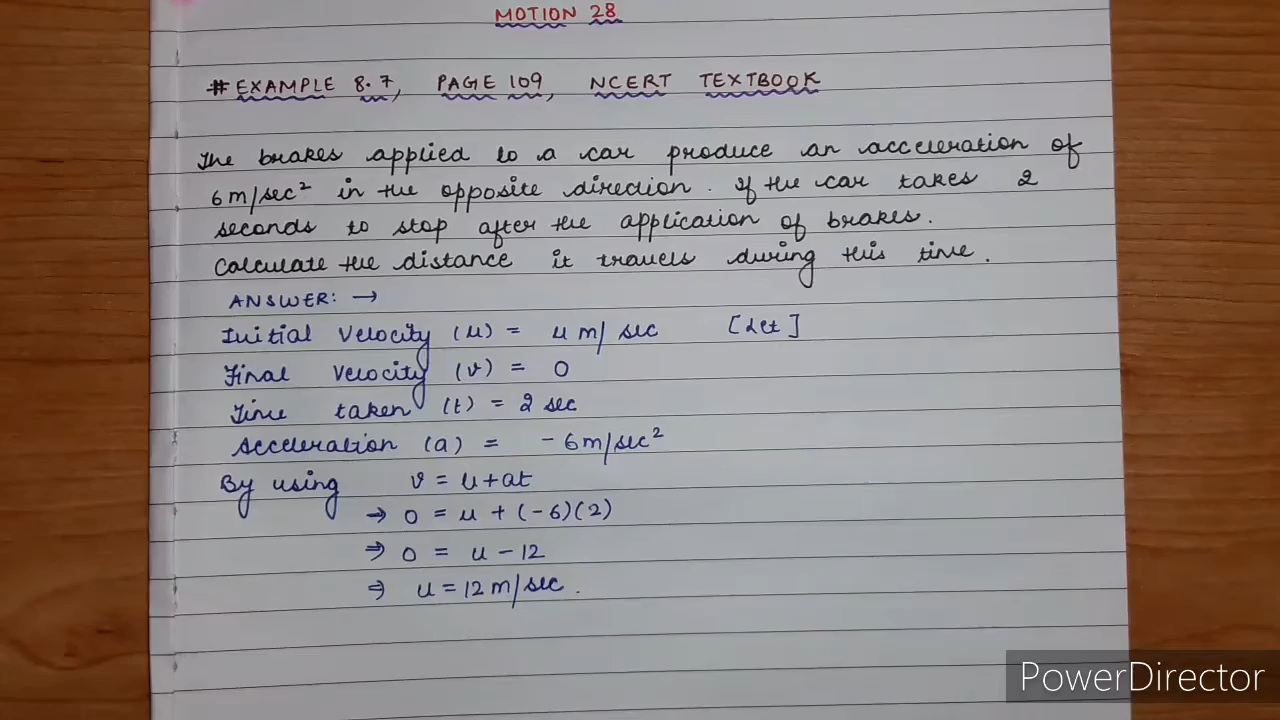 MOTION 28
# EXAMPLE 8.7, PAGE 109, NCERT TEXTBOOK
The brakes applied to a car produce an acceleration of
6m/sec² in the opposite direction. If the car takes 2
seconds to stop after the application of brakes.
Calculate the distance it travels during this time.
ANSWER: →
Initial velocity (u) = u m/sec [Let]
Final velocity (v) = 0
Time taken (t) = 2 sec
Acceleration (a) = -6m/sec²
By using v = u+at
⇒ 0 = u + (-6)(2)
⇒ 0 = u - 12
⇒ u = 12 m/sec.
PowerDirector